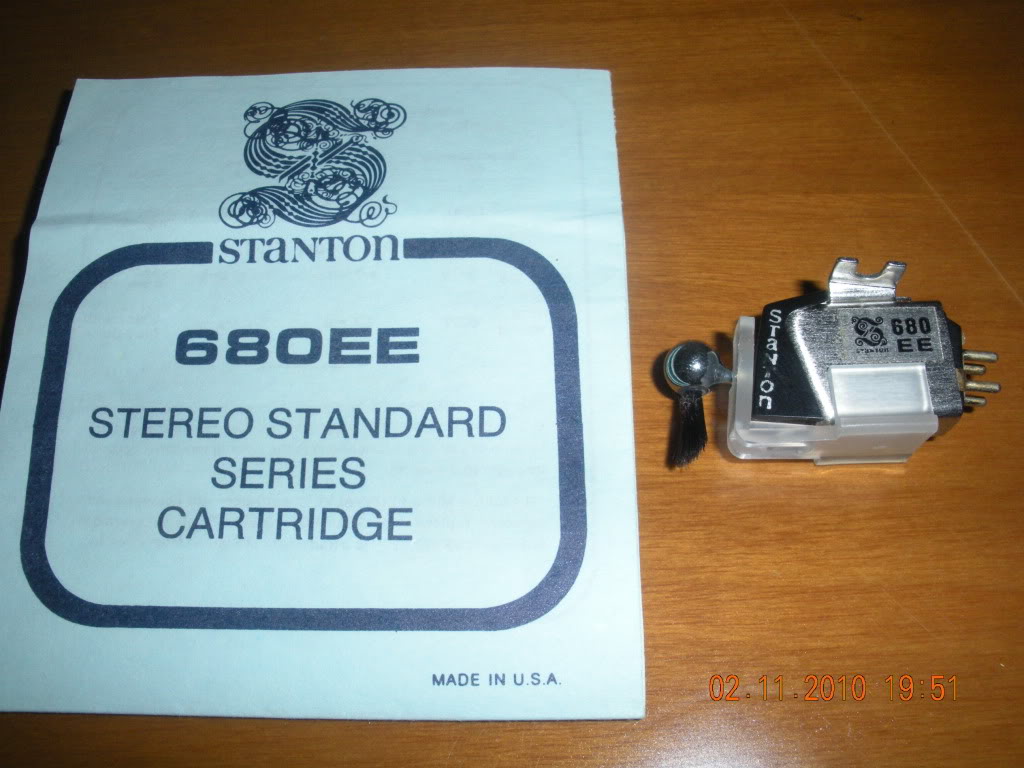 STANTON
680EE
STEREO STANDARD
SERIES
CARTRIDGE
MADE IN U.S.A.
STANTON
680
EE
STANTON
02.11.2010 19:51